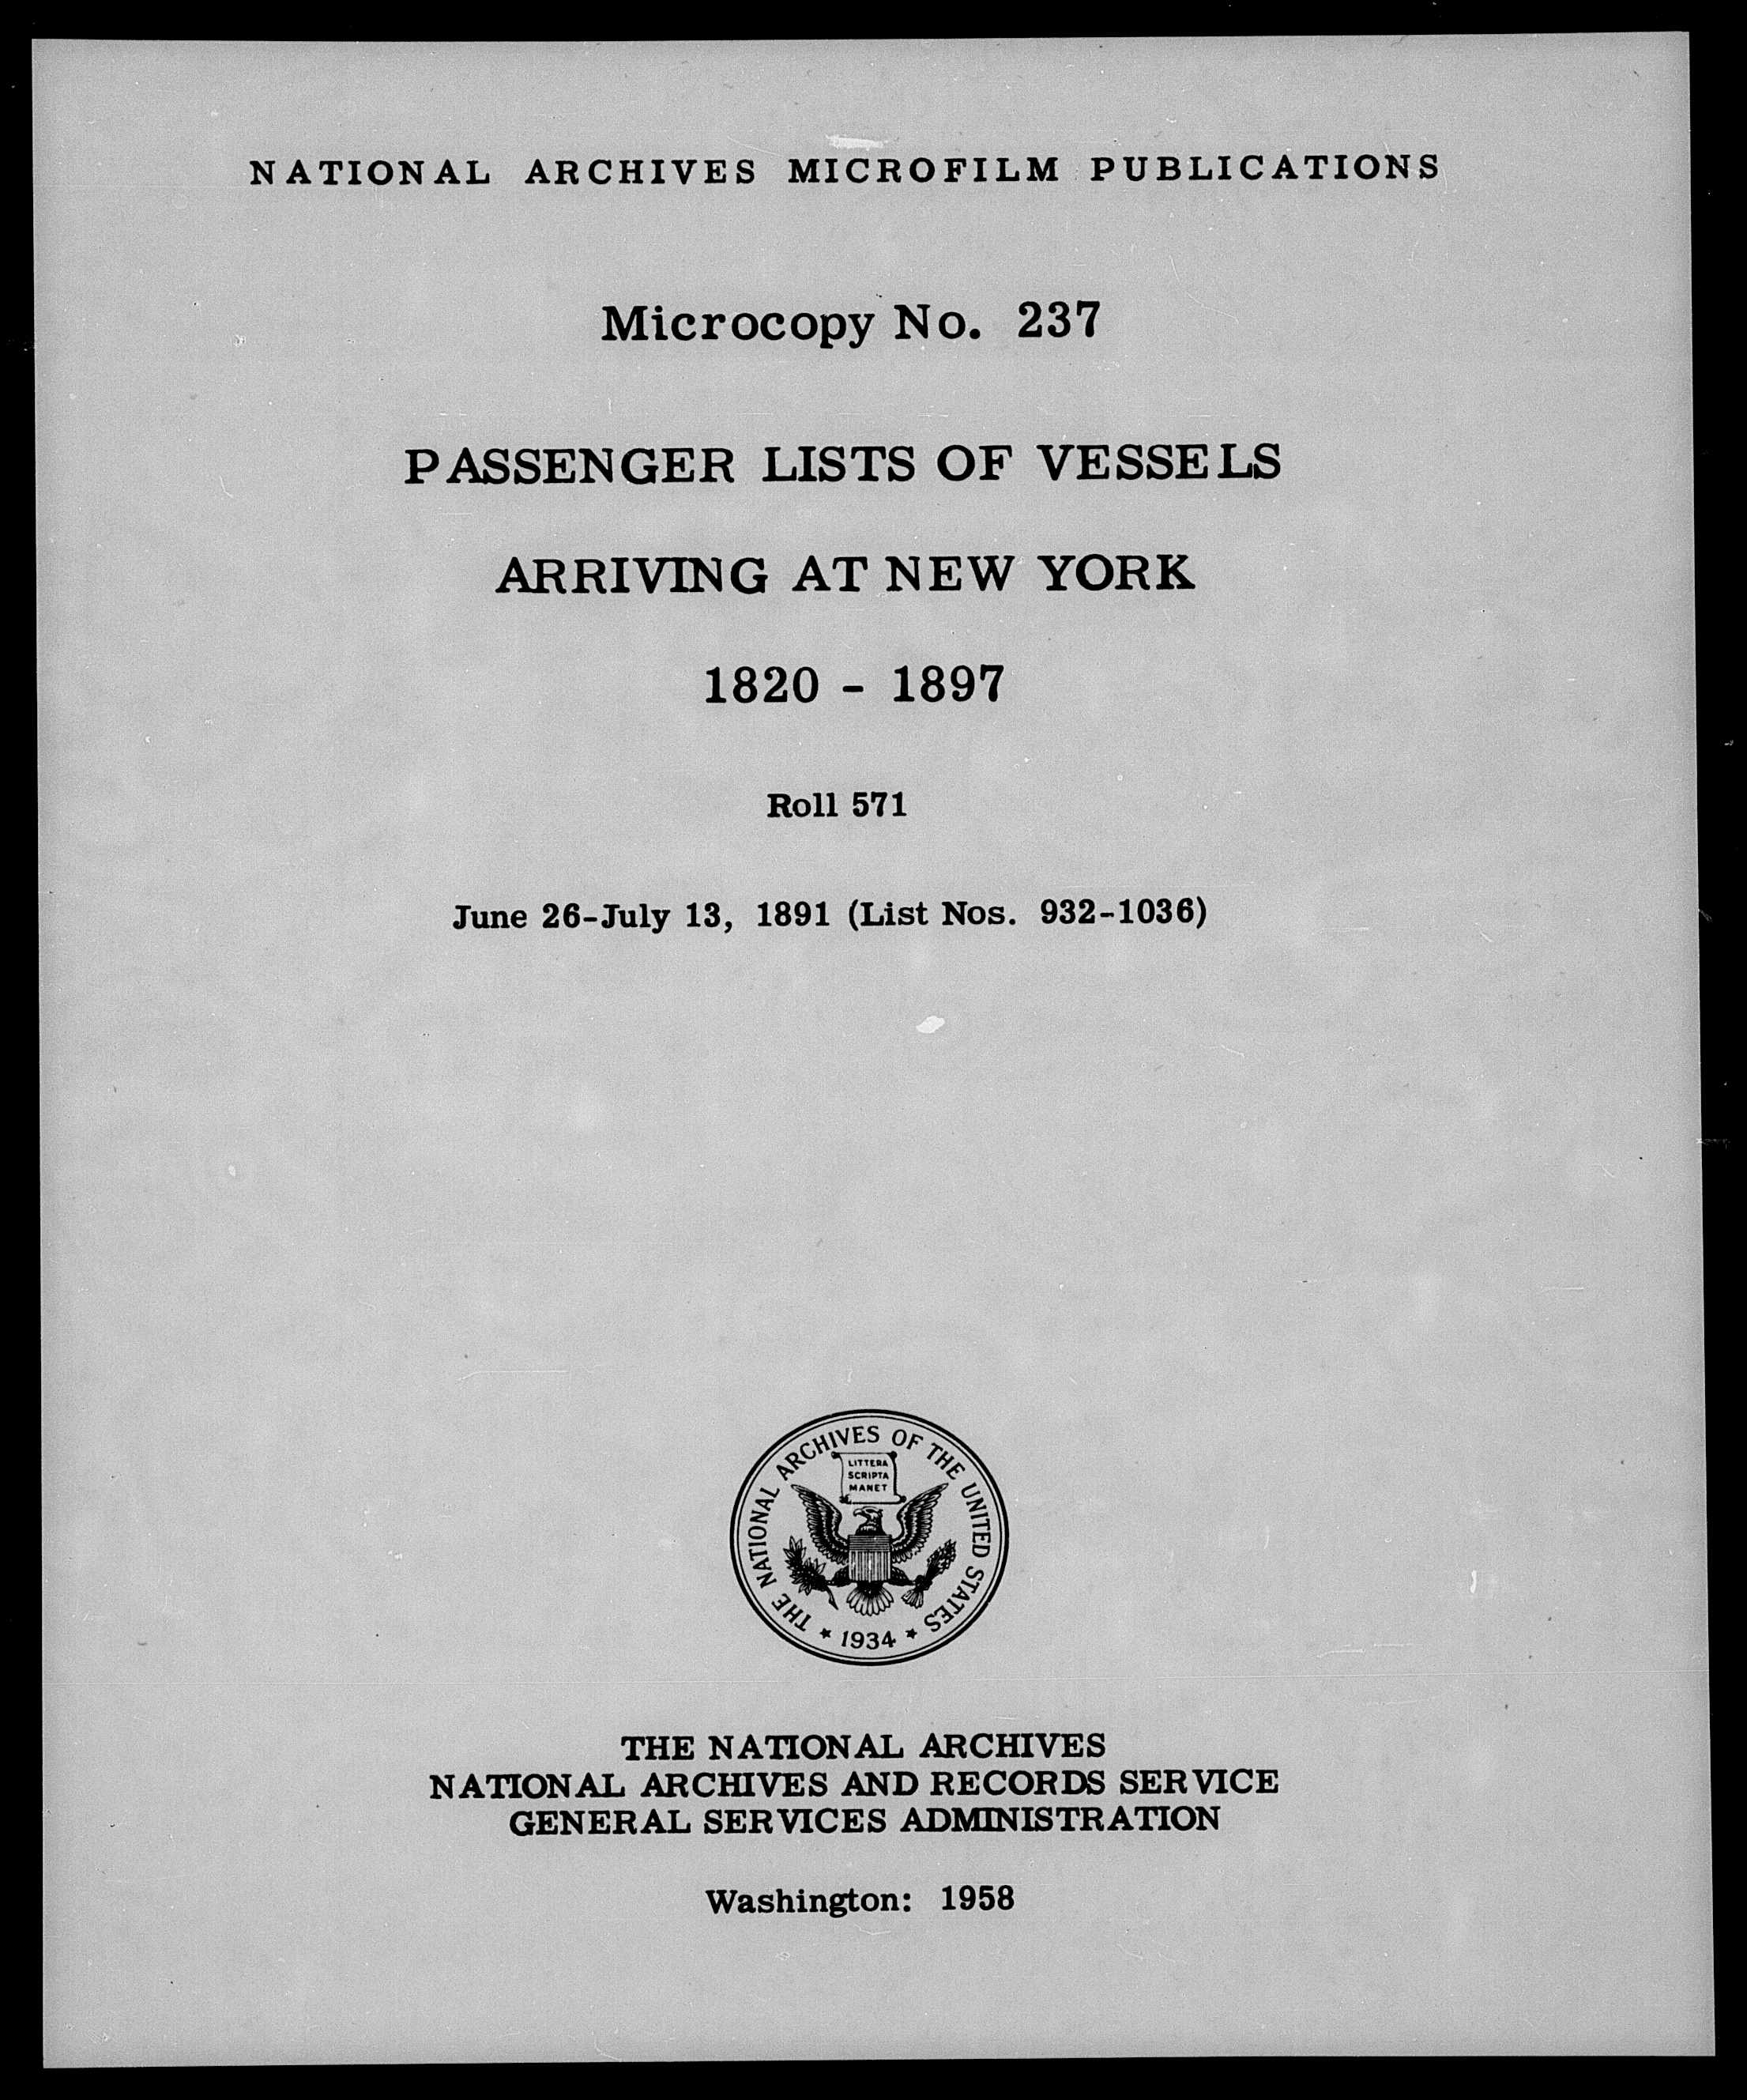 NATIONAL ARCHIVES MICROFILM PUBLICATIONS
Microcopy No. 237
PASSENGER LISTS OF VESSELS
ARRIVING AT NEW YORK
1820 - 1897
Roll 571
June 26-July 13, 1891 (List Nos. 932-1036)
THE NATIONAL ARCHIVES OF THE UNITED STATES
LITTERA
SCRIPTA
MANET
* 1934 *
THE NATIONAL ARCHIVES
NATIONAL ARCHIVES AND RECORDS SERVICE
GENERAL SERVICES ADMINISTRATION
Washington: 1958